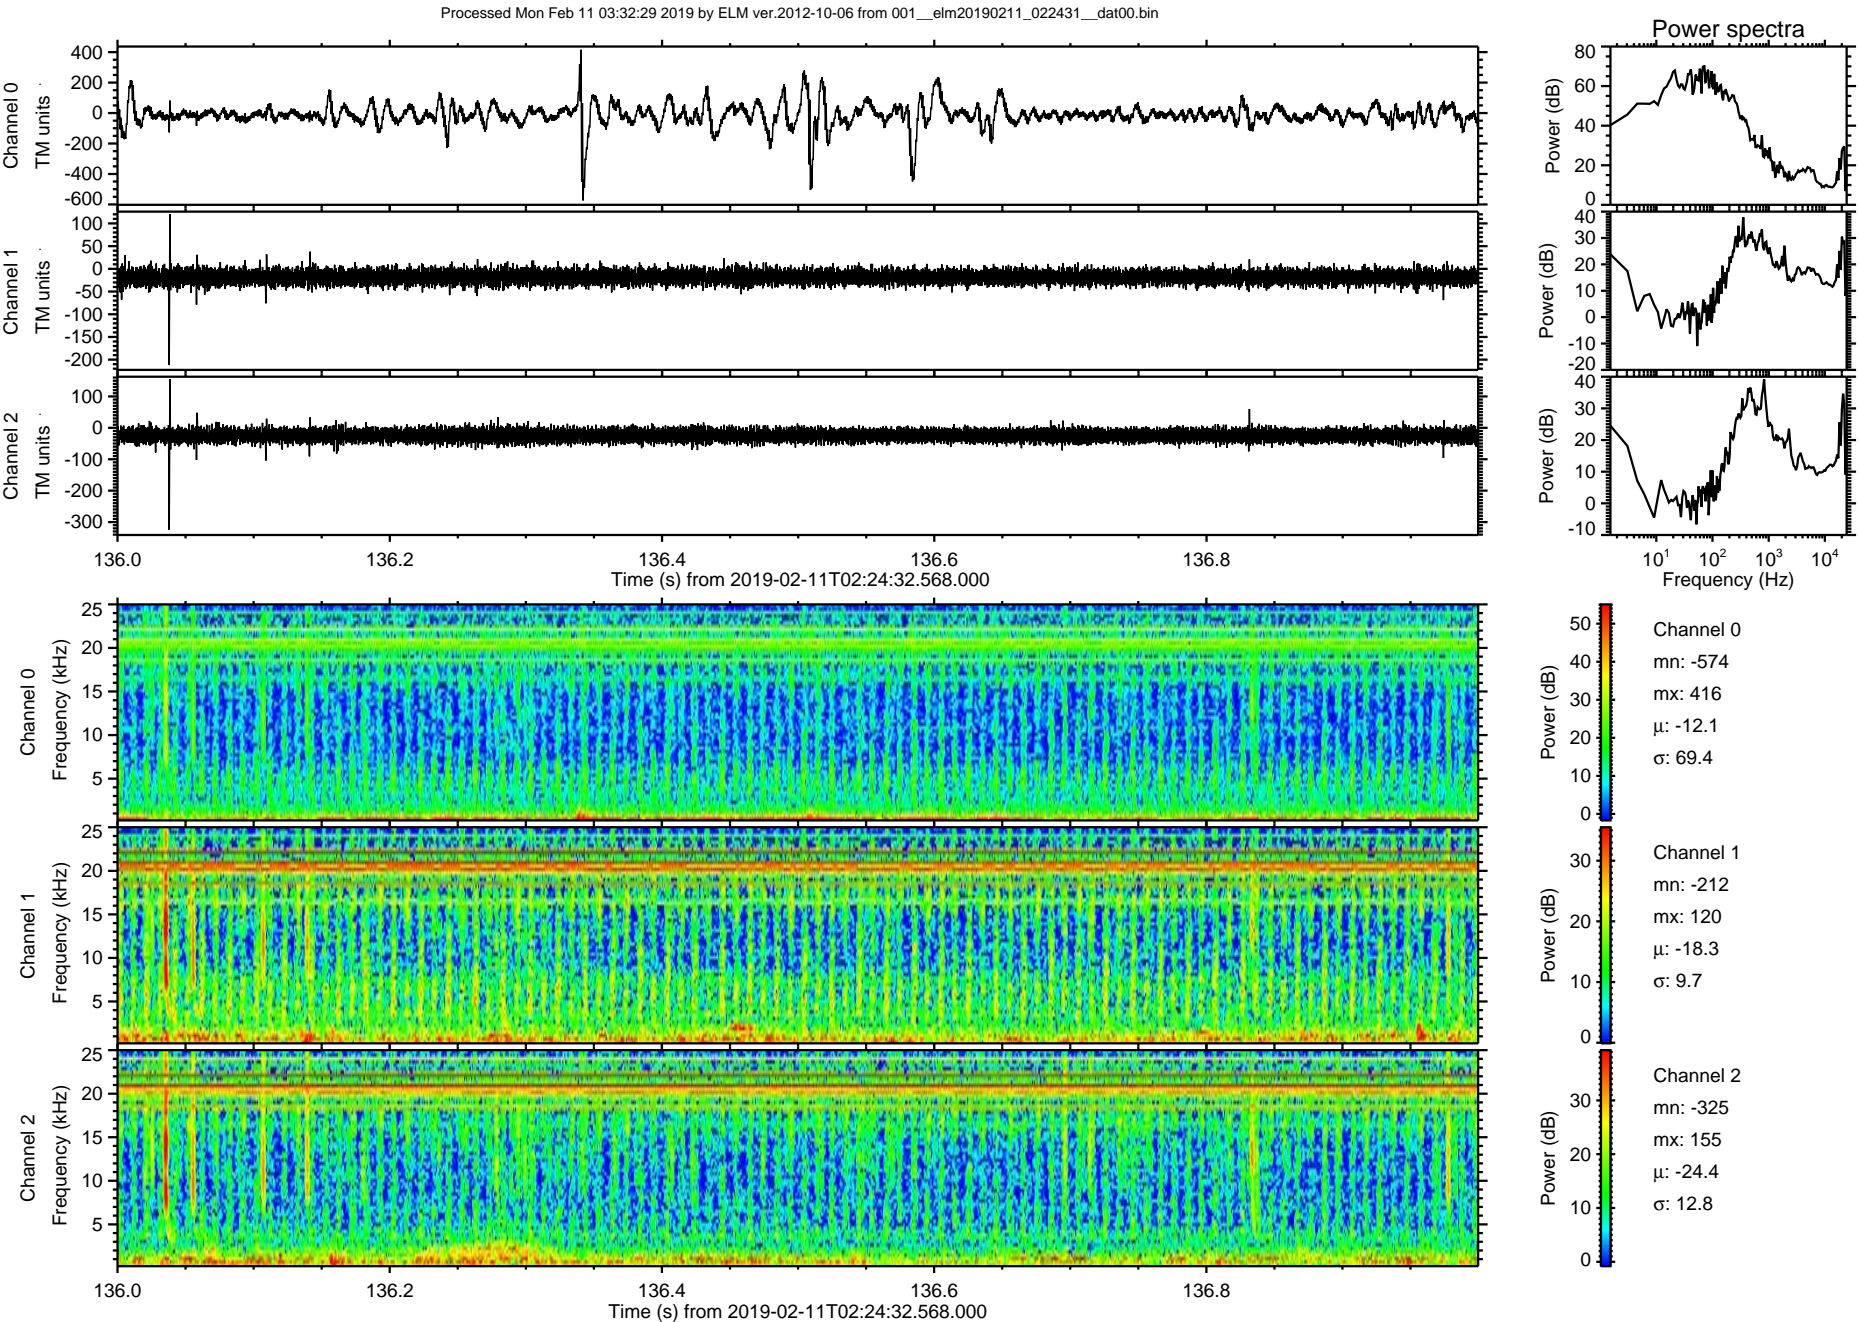 Processed Mon Feb 11 03:32:29 2019 by ELM ver.2012-10-06 from 001__elm20190211_022431__dat00.bin
Power spectra
Channel 0
TM units
400
200
0
-200
-400
-600
Power (dB)
80
60
40
20
0
Channel 1
TM units
100
50
0
-50
-100
-150
-200
Power (dB)
40
30
20
10
0
-10
-20
Channel 2
TM units
100
0
-100
-200
-300
Power (dB)
40
30
20
10
0
-10
136.0 136.2 136.4 136.6 136.8
Time (s) from 2019-02-11T02:24:32.568.000
10¹ 10² 10³ 10⁴
Frequency (Hz)
Channel 0
Frequency (kHz)
25
20
15
10
5
Power (dB)
50
40
30
20
10
0
Channel 0
mn: -574
mx: 416
μ: -12.1
σ: 69.4
Channel 1
Frequency (kHz)
25
20
15
10
5
Power (dB)
30
20
10
0
Channel 1
mn: -212
mx: 120
μ: -18.3
σ: 9.7
Channel 2
Frequency (kHz)
25
20
15
10
5
Power (dB)
30
20
10
0
Channel 2
mn: -325
mx: 155
μ: -24.4
σ: 12.8
136.0 136.2 136.4 136.6 136.8
Time (s) from 2019-02-11T02:24:32.568.000